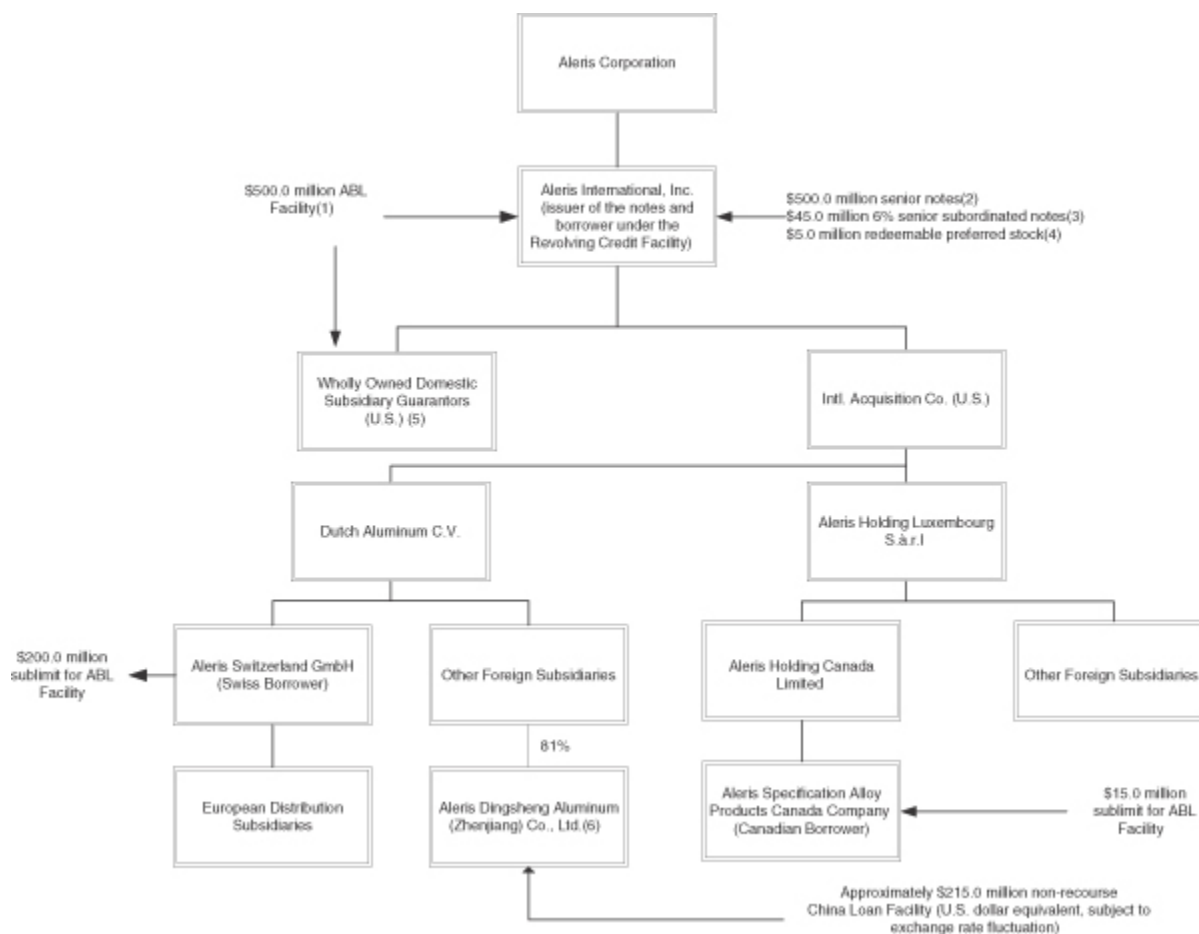 Aleris Corporation
$500.0 million ABL
Facility(1)
Aleris International, Inc.
(issuer of the notes and
borrower under the
Revolving Credit Facility)
$500.0 million senior notes(2)
$45.0 million 6% senior subordinated notes(3)
$5.0 million redeemable preferred stock(4)
Wholly Owned Domestic
Subsidiary Guarantors
(U.S.) (5)
Intl. Acquisition Co. (U.S.)
Dutch Aluminum C.V.
Aleris Holding Luxembourg
S.à.r.l
$200.0 million
sublimit for ABL
Facility
Aleris Switzerland GmbH
(Swiss Borrower)
Other Foreign Subsidiaries
Aleris Holding Canada
Limited
Other Foreign Subsidiaries
81%
European Distribution
Subsidiaries
Aleris Dingsheng Aluminum
(Zhenjiang) Co., Ltd.(6)
Aleris Specification Alloy
Products Canada Company
(Canadian Borrower)
$15.0 million
sublimit for ABL
Facility
Approximately $215.0 million non-recourse
China Loan Facility (U.S. dollar equivalent, subject to
exchange rate fluctuation)